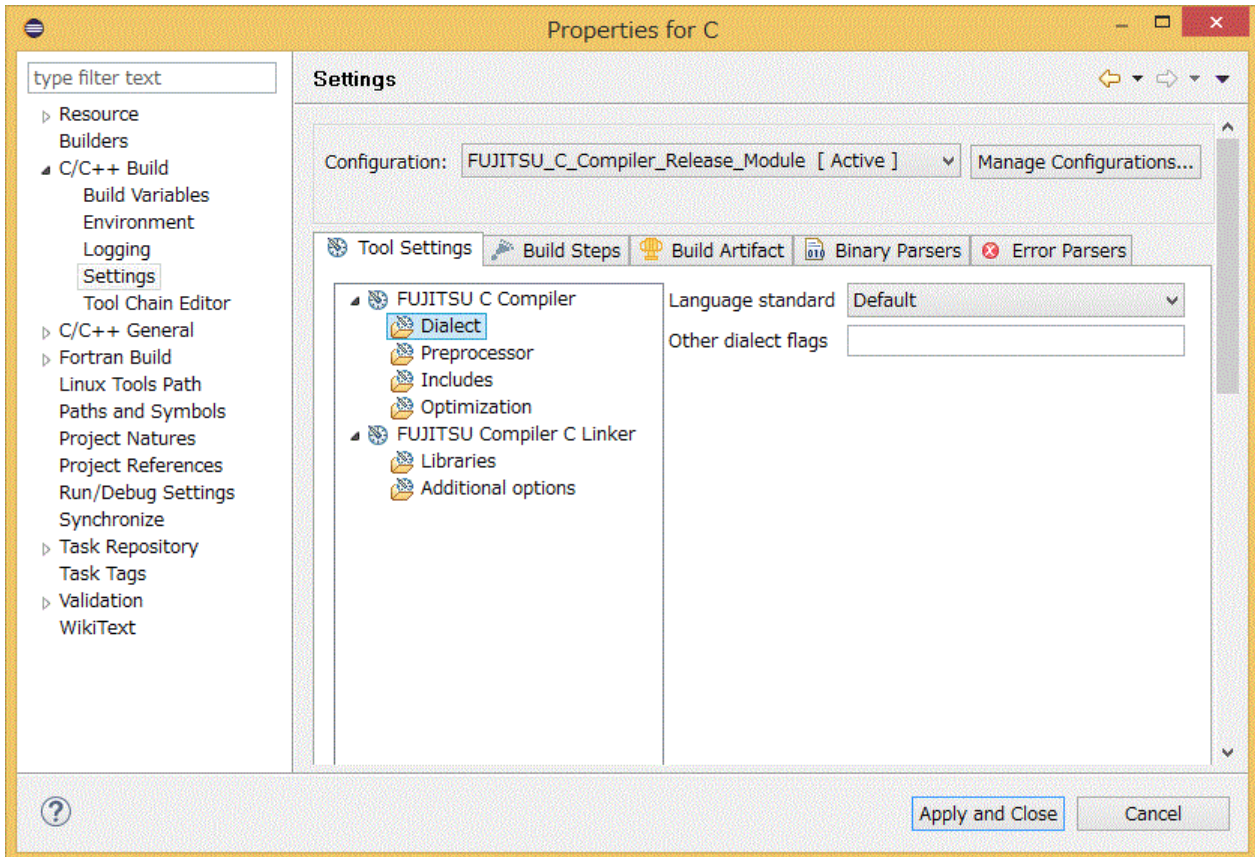 Properties for C
type filter text
Resource
Builders
C/C++ Build
Build Variables
Environment
Logging
Settings
Tool Chain Editor
C/C++ General
Fortran Build
Linux Tools Path
Paths and Symbols
Project Natures
Project References
Run/Debug Settings
Synchronize
Task Repository
Task Tags
Validation
WikiText
Settings
Configuration: FUJITSU_C_Compiler_Release_Module [ Active ] Manage Configurations...
Tool Settings Build Steps Build Artifact Binary Parsers Error Parsers
FUJITSU C Compiler
Dialect
Preprocessor
Includes
Optimization
FUJITSU Compiler C Linker
Libraries
Additional options
Language standard Default
Other dialect flags
Apply and Close Cancel